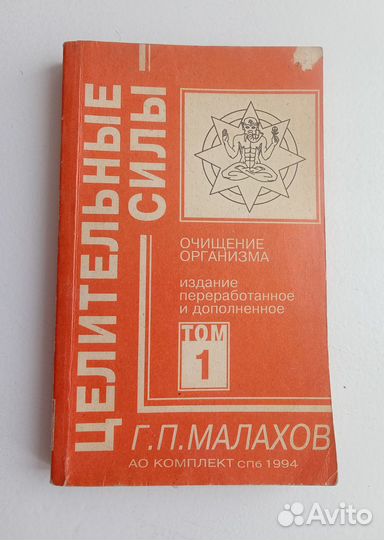 ЦЕЛИТЕЛЬНЫЕ
СИЛЫ
ОЧИЩЕНИЕ
ОРГАНИЗМА
издание
переработанное
и дополненное
ТОМ
1
Г.П.МАЛАХОВ
АО КОМПЛЕКТ СПб 1994
Avito